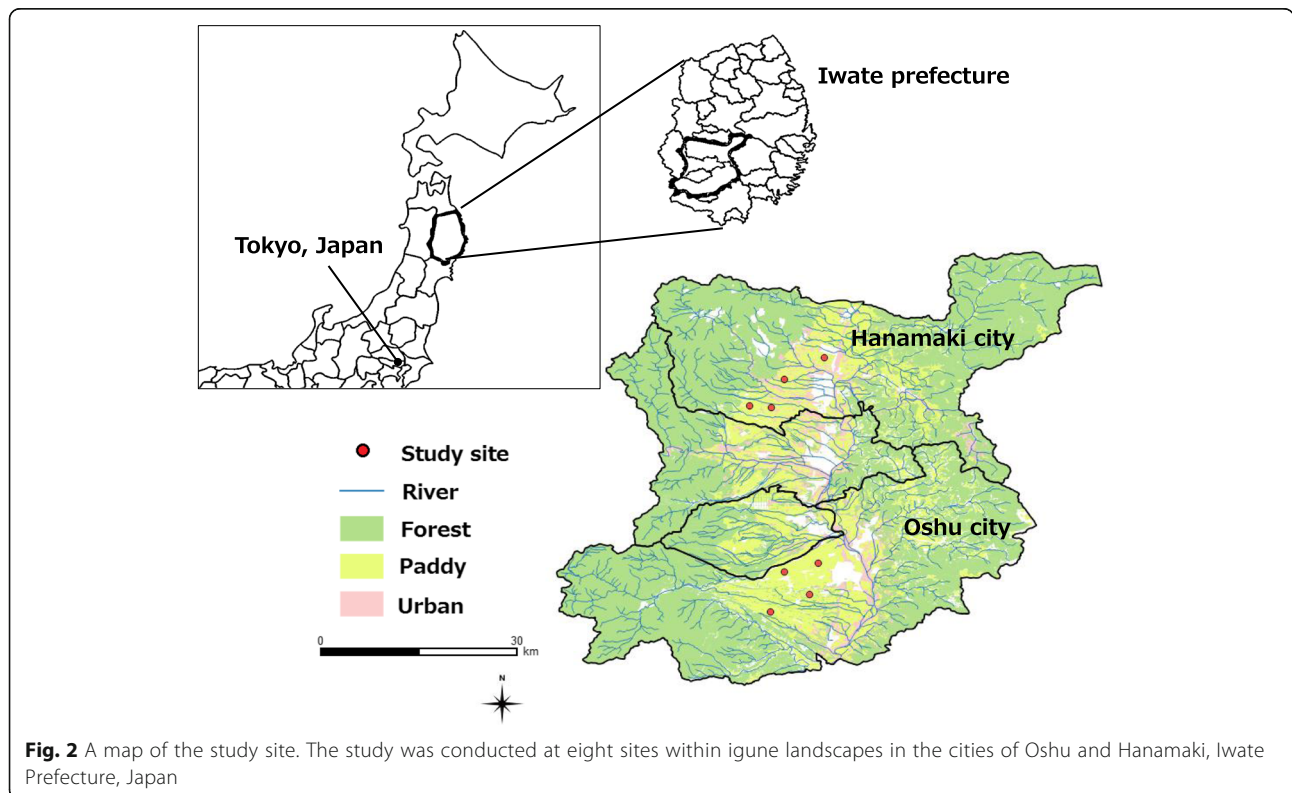 Iwate prefecture
Tokyo, Japan
Hanamaki city
Oshu city
Study site
River
Forest
Paddy
Urban
0 30
km
N
Fig. 2 A map of the study site. The study was conducted at eight sites within igune landscapes in the cities of Oshu and Hanamaki, Iwate
Prefecture, Japan